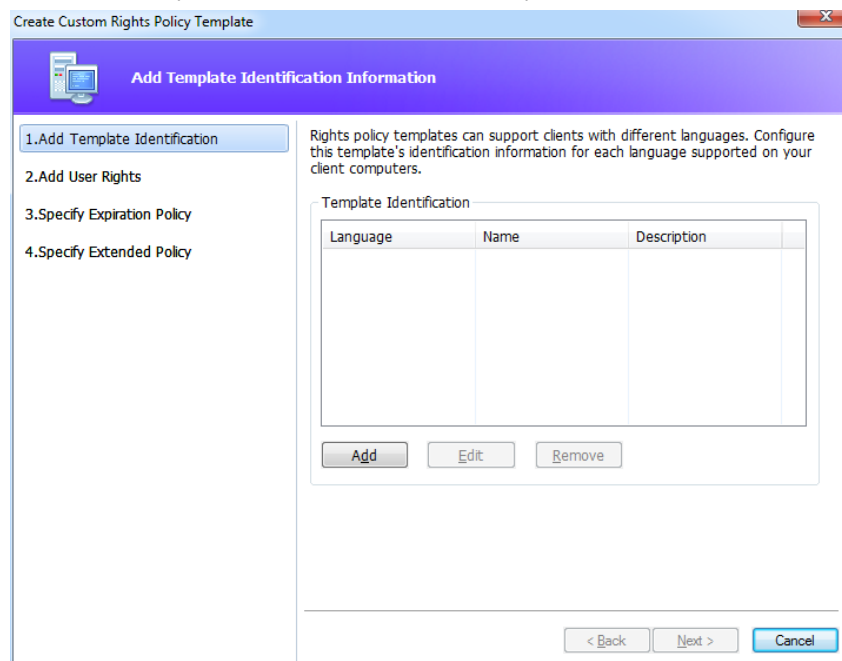 Create Custom Rights Policy Template
Add Template Identification Information
1.Add Template Identification
2.Add User Rights
3.Specify Expiration Policy
4.Specify Extended Policy
Rights policy templates can support clients with different languages. Configure
this template's identification information for each language supported on your
client computers.
Template Identification
Language Name Description
Add Edit Remove
< Back Next > Cancel